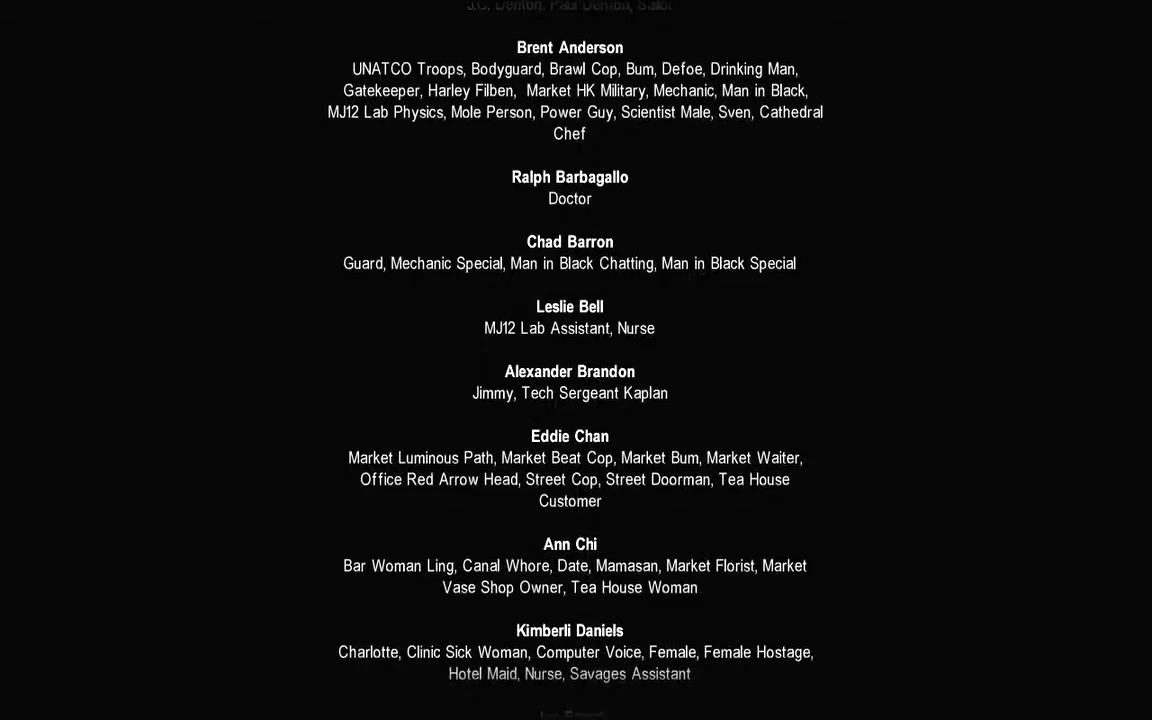 J.C. Denton, Paul Denton, Sailor
Brent Anderson
UNATCO Troops, Bodyguard, Brawl Cop, Bum, Defoe, Drinking Man,
Gatekeeper, Harley Filben,  Market HK Military, Mechanic, Man in Black,
MJ12 Lab Physics, Mole Person, Power Guy, Scientist Male, Sven, Cathedral
Chef
Ralph Barbagallo
Doctor
Chad Barron
Guard, Mechanic Special, Man in Black Chatting, Man in Black Special
Leslie Bell
MJ12 Lab Assistant, Nurse
Alexander Brandon
Jimmy, Tech Sergeant Kaplan
Eddie Chan
Market Luminous Path, Market Beat Cop, Market Bum, Market Waiter,
Office Red Arrow Head, Street Cop, Street Doorman, Tea House
Customer
Ann Chi
Bar Woman Ling, Canal Whore, Date, Mamasan, Market Florist, Market
Vase Shop Owner, Tea House Woman
Kimberli Daniels
Charlotte, Clinic Sick Woman, Computer Voice, Female, Female Hostage,
Hotel Maid, Nurse, Savages Assistant